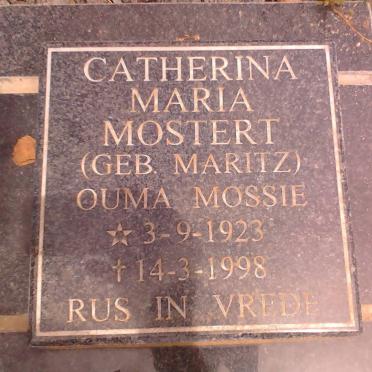 CATHERINA
MARIA
MOSTERT
(GEB. MARITZ)
OUMA MOSSIE
☆ 3-9-1923
† 14-3-1998
RUS IN VREDE